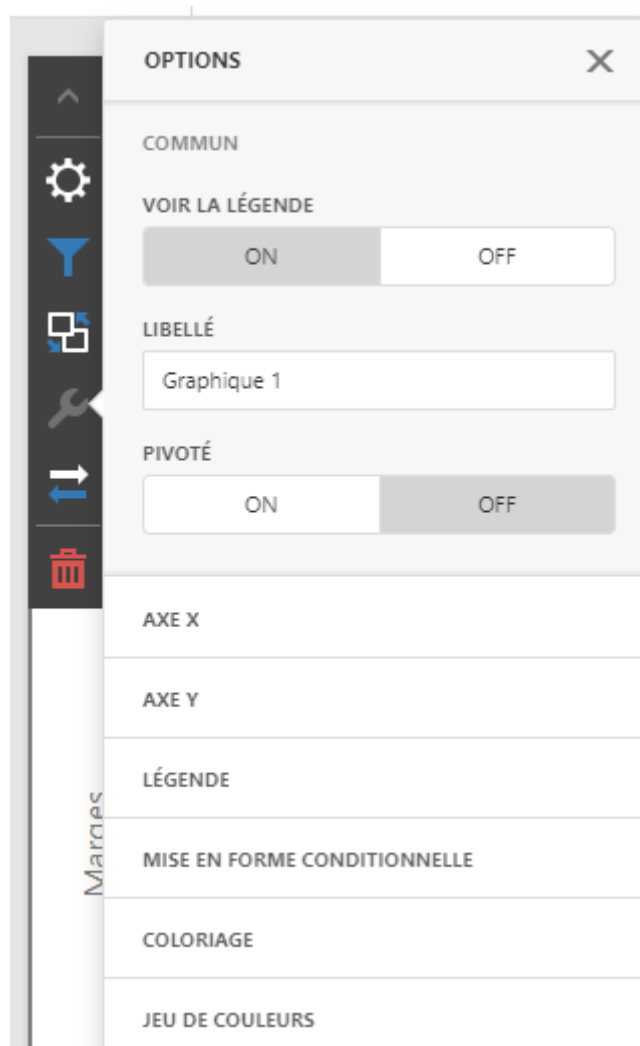 OPTIONS
COMMUN
VOIR LA LÉGENDE
ON OFF
LIBELLÉ
Graphique 1
PIVOTÉ
ON OFF
AXE X
AXE Y
LÉGENDE
Marges
MISE EN FORME CONDITIONNELLE
COLORIAGE
JEU DE COULEURS